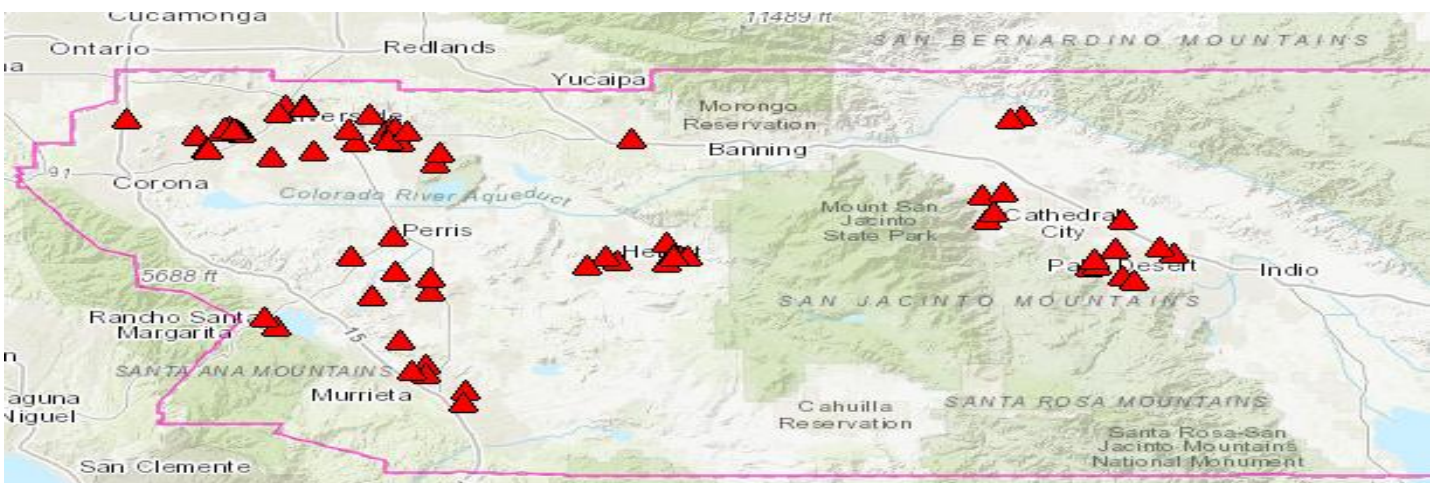 Cucamonga
11489 ft
Ontario
Redlands
SAN BERNARDINO MOUNTAINS
Yucaipa
Morongo
Reservation
Banning
91
Corona
Colorado River Aqueduct
Mount San
Jacinto
State Park
Cathedral
City
Perris
5688 ft
Indio
SAN JACINTO MOUNTAINS
Rancho Santa
Margarita
15
SANTA ANA MOUNTAINS
Murrieta
Niguel
Cahuilla
Reservation
SANTA ROSA MOUNTAINS
Santa Rosa-San
Jacinto Mountains
National Monument
San Clemente